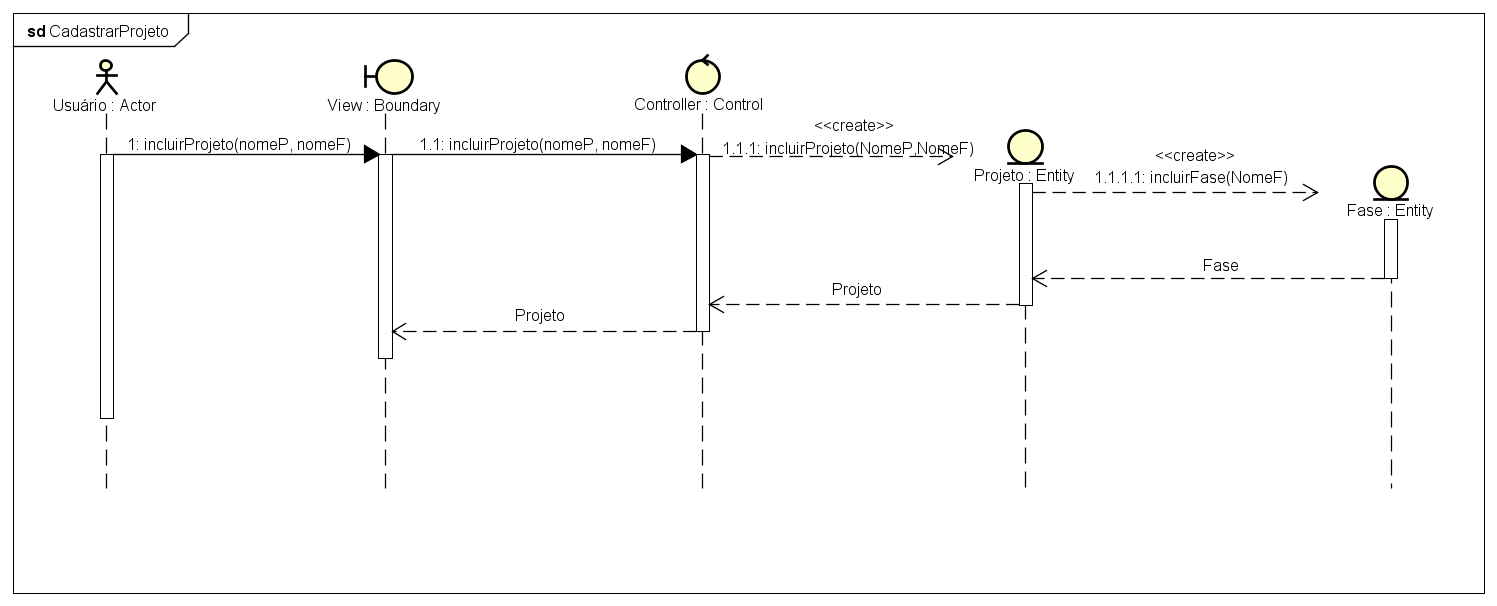 sd CadastrarProjeto
Usuário : Actor
View : Boundary
Controller : Control
1: incluirProjeto(nomeP, nomeF)
1.1: incluirProjeto(nomeP, nomeF)
<<create>>
1.1.1: incluirProjeto(NomeP,NomeF)
Projeto : Entity
<<create>>
1.1.1.1: incluirFase(NomeF)
Fase : Entity
Fase
Projeto
Projeto